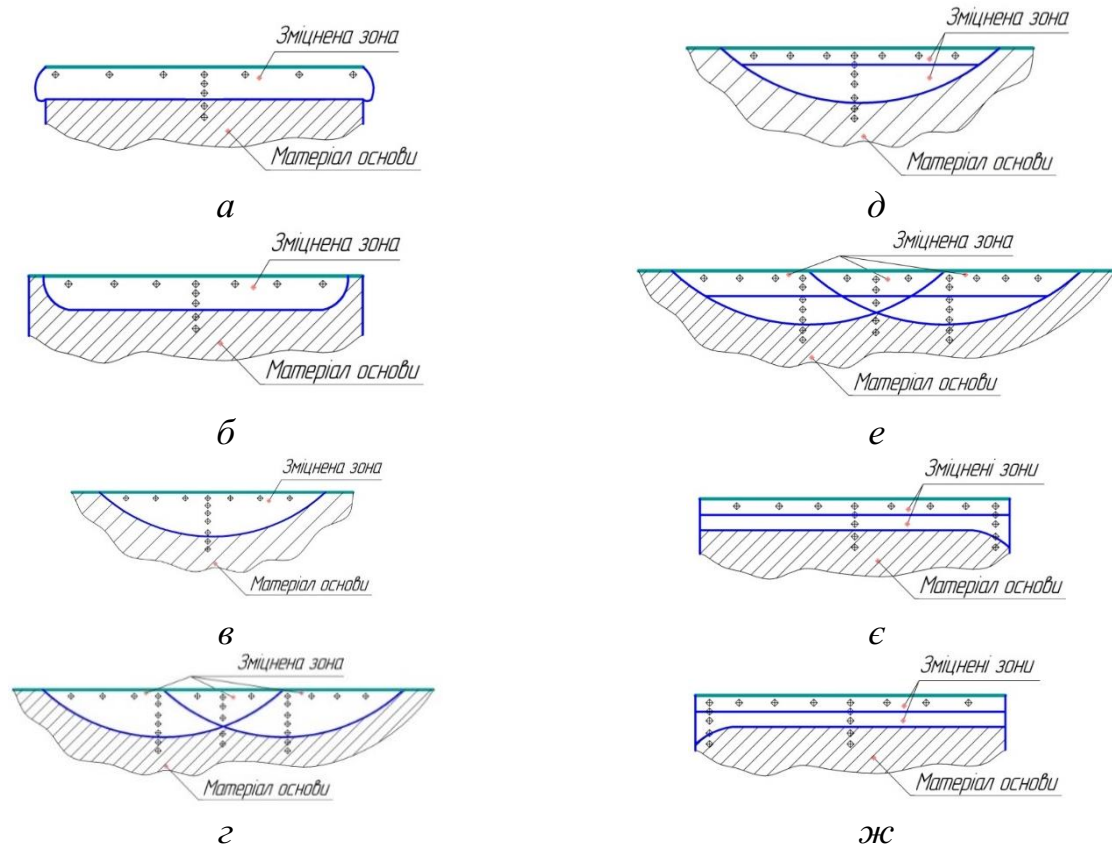 Зміцнена зона
Матеріал основи
а
Зміцнена зона
Матеріал основи
б
Зміцнена зона
Матеріал основи
в
Зміцнена зона
Матеріал основи
г
Зміцнена зона
Матеріал основи
д
Зміцнена зона
Матеріал основи
е
Зміцнені зони
Матеріал основи
є
Зміцнені зони
Матеріал основи
ж